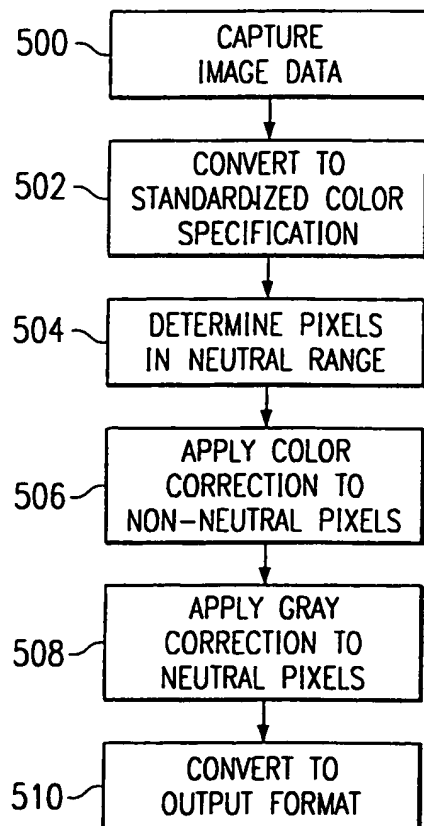 500
CAPTURE
IMAGE DATA
502
CONVERT TO
STANDARDIZED COLOR
SPECIFICATION
504
DETERMINE PIXELS
IN NEUTRAL RANGE
506
APPLY COLOR
CORRECTION TO
NON-NEUTRAL PIXELS
508
APPLY GRAY
CORRECTION TO
NEUTRAL PIXELS
510
CONVERT TO
OUTPUT FORMAT